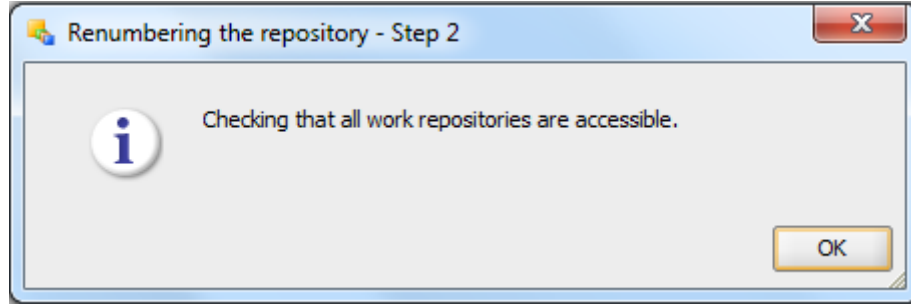 Renumbering the repository - Step 2
Checking that all work repositories are accessible.
OK